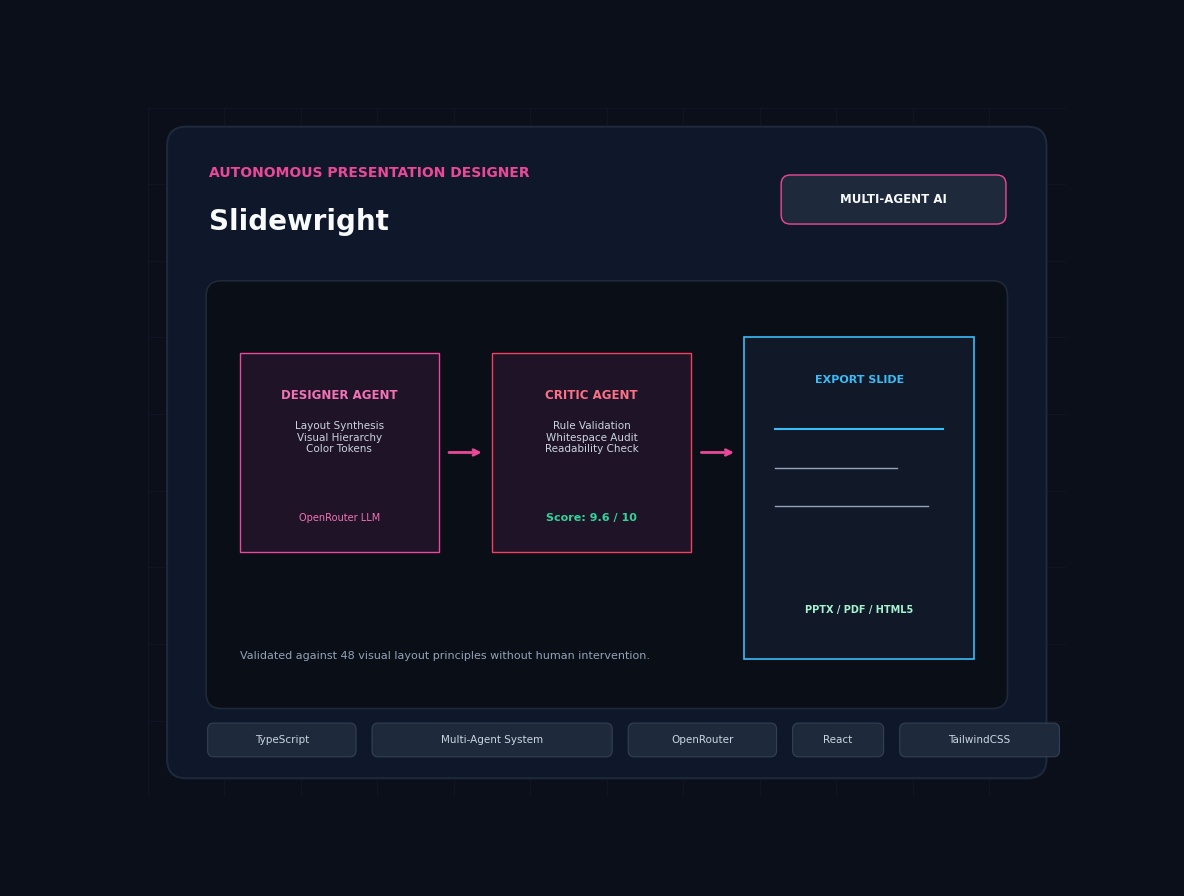 AUTONOMOUS PRESENTATION DESIGNER
Slidewright
MULTI-AGENT AI
DESIGNER AGENT
Layout Synthesis
Visual Hierarchy
Color Tokens
OpenRouter LLM
CRITIC AGENT
Rule Validation
Whitespace Audit
Readability Check
Score: 9.6 / 10
EXPORT SLIDE
PPTX / PDF / HTML5
Validated against 48 visual layout principles without human intervention.
TypeScript
Multi-Agent System
OpenRouter
React
TailwindCSS